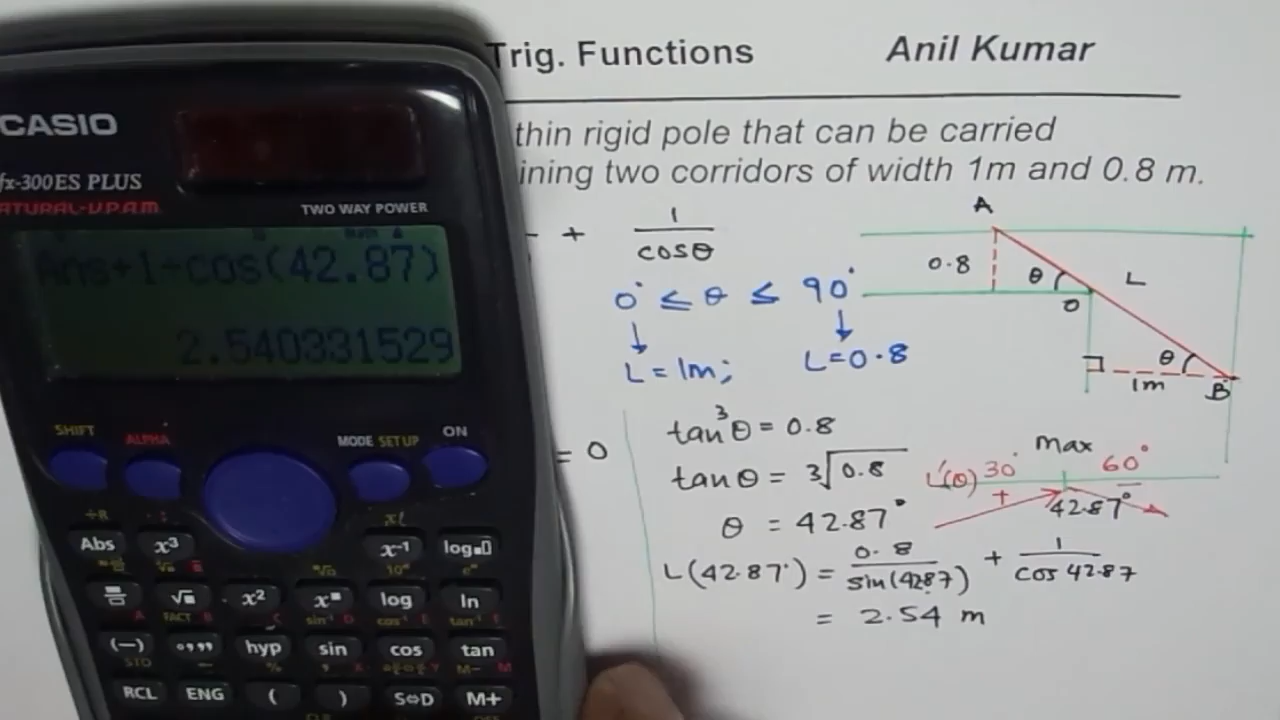 Trig. Functions Anil Kumar
thin rigid pole that can be carried
ining two corridors of width 1m and 0.8 m.
+ 1/cosθ
0° ≤ θ ≤ 90°
L = 1m; L = 0.8
A
0.8 θ L
O
θ
1m B
= 0
tan³θ = 0.8
tanθ = ∛0.8
θ = 42.87°
Max
L'(θ) 30° 60°
+ −
42.87°
L(42.87°) = 0.8/sin(42.87) + 1/cos 42.87
= 2.54 m
CASIO
fx-300ES PLUS
ATURAL-V.P.A.M.
TWO WAY POWER
Math
Ans+1÷cos(42.87)
2.540331529
SHIFT ALPHA MODE SETUP ON
Abs x³ x⁻¹ log
√ x² x log ln
(−) hyp sin cos tan
STO M− M
RCL ENG ( ) S⇔D M+